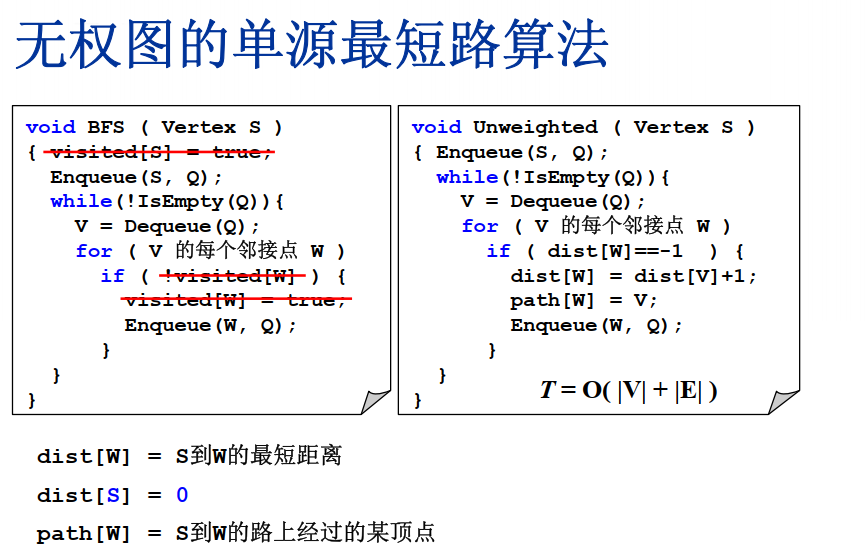 无权图的单源最短路算法
void BFS ( Vertex S )
{ visited[S] = true;
Enqueue(S, Q);
while(!IsEmpty(Q)){
V = Dequeue(Q);
for ( V 的每个邻接点 W )
if ( !visited[W] ) {
visited[W] = true;
Enqueue(W, Q);
}
}
}
void Unweighted ( Vertex S )
{ Enqueue(S, Q);
while(!IsEmpty(Q)){
V = Dequeue(Q);
for ( V 的每个邻接点 W )
if ( dist[W]==-1 ) {
dist[W] = dist[V]+1;
path[W] = V;
Enqueue(W, Q);
}
}
T = O( |V| + |E| )
}
dist[W] = S到W的最短距离
dist[S] = 0
path[W] = S到W的路上经过的某顶点